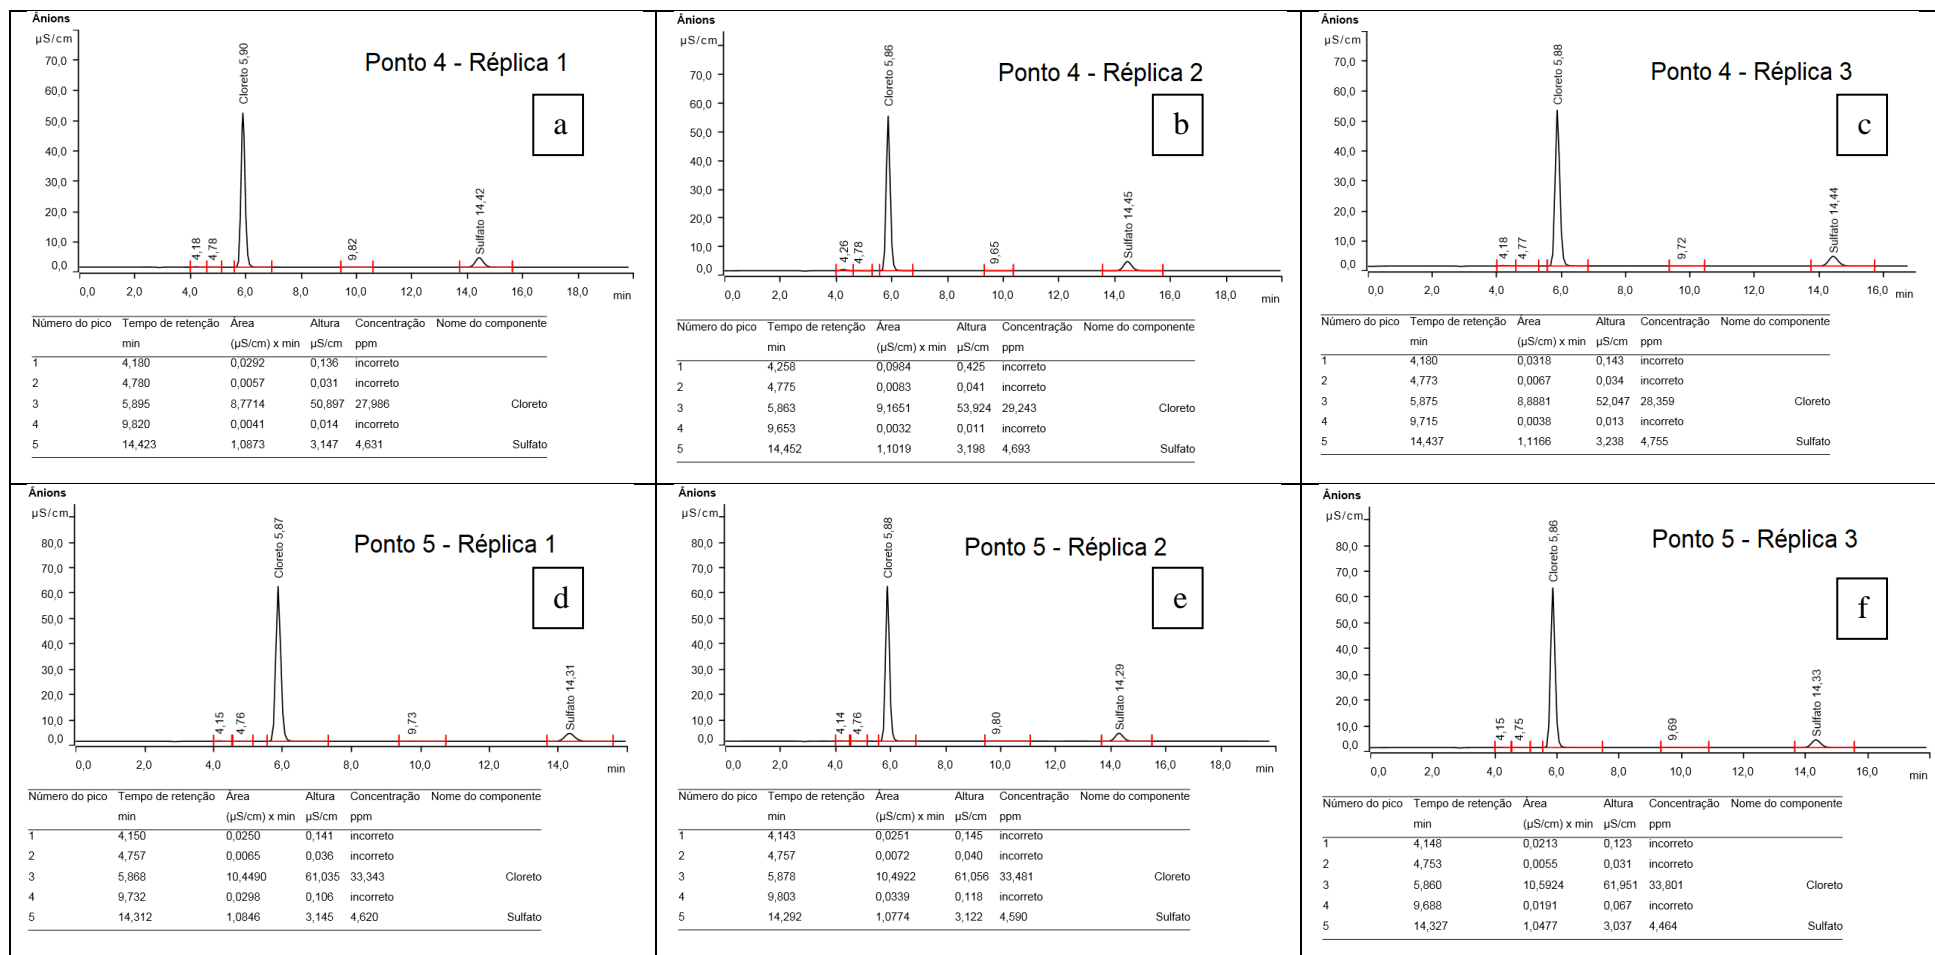 Ânions
µS/cm
70,0
60,0
50,0
40,0
30,0
20,0
10,0
0,0
Cloreto 5,90
4,18
4,78
9,82
Sulfato 14,42
Ponto 4 - Réplica 1
a
0,0 2,0 4,0 6,0 8,0 10,0 12,0 14,0 16,0 18,0 min
Número do pico Tempo de retenção Área Altura Concentração Nome do componente
min (µS/cm) x min µS/cm ppm
1 4,180 0,0292 0,136 incorreto
2 4,780 0,0057 0,031 incorreto
3 5,895 8,7714 50,897 27,986 Cloreto
4 9,820 0,0041 0,014 incorreto
5 14,423 1,0873 3,147 4,631 Sulfato
Ânions
µS/cm
70,0
60,0
50,0
40,0
30,0
20,0
10,0
0,0
Cloreto 5,86
4,26
4,78
9,65
Sulfato 14,45
Ponto 4 - Réplica 2
b
0,0 2,0 4,0 6,0 8,0 10,0 12,0 14,0 16,0 18,0 min
Número do pico Tempo de retenção Área Altura Concentração Nome do componente
min (µS/cm) x min µS/cm ppm
1 4,258 0,0984 0,425 incorreto
2 4,775 0,0083 0,041 incorreto
3 5,863 9,1651 53,924 29,243 Cloreto
4 9,653 0,0032 0,011 incorreto
5 14,452 1,1019 3,198 4,693 Sulfato
Ânions
µS/cm
70,0
60,0
50,0
40,0
30,0
20,0
10,0
0,0
Cloreto 5,88
4,18
4,77
9,72
Sulfato 14,44
Ponto 4 - Réplica 3
c
0,0 2,0 4,0 6,0 8,0 10,0 12,0 14,0 16,0 min
Número do pico Tempo de retenção Área Altura Concentração Nome do componente
min (µS/cm) x min µS/cm ppm
1 4,180 0,0318 0,143 incorreto
2 4,773 0,0067 0,034 incorreto
3 5,875 8,8881 52,047 28,359 Cloreto
4 9,715 0,0038 0,013 incorreto
5 14,437 1,1166 3,238 4,755 Sulfato
Ânions
µS/cm
80,0
70,0
60,0
50,0
40,0
30,0
20,0
10,0
0,0
Cloreto 5,87
4,15
4,76
9,73
Sulfato 14,31
Ponto 5 - Réplica 1
d
0,0 2,0 4,0 6,0 8,0 10,0 12,0 14,0 min
Número do pico Tempo de retenção Área Altura Concentração Nome do componente
min (µS/cm) x min µS/cm ppm
1 4,150 0,0250 0,141 incorreto
2 4,757 0,0065 0,036 incorreto
3 5,868 10,4490 61,035 33,343 Cloreto
4 9,732 0,0298 0,106 incorreto
5 14,312 1,0846 3,145 4,620 Sulfato
Ânions
µS/cm
80,0
70,0
60,0
50,0
40,0
30,0
20,0
10,0
0,0
Cloreto 5,88
4,14
4,76
9,80
Sulfato 14,29
Ponto 5 - Réplica 2
e
0,0 2,0 4,0 6,0 8,0 10,0 12,0 14,0 16,0 18,0 min
Número do pico Tempo de retenção Área Altura Concentração Nome do componente
min (µS/cm) x min µS/cm ppm
1 4,143 0,0251 0,145 incorreto
2 4,757 0,0072 0,040 incorreto
3 5,878 10,4922 61,056 33,481 Cloreto
4 9,803 0,0339 0,118 incorreto
5 14,292 1,0774 3,122 4,590 Sulfato
Ânions
µS/cm
80,0
70,0
60,0
50,0
40,0
30,0
20,0
10,0
0,0
Cloreto 5,86
4,15
4,75
9,69
Sulfato 14,33
Ponto 5 - Réplica 3
f
0,0 2,0 4,0 6,0 8,0 10,0 12,0 14,0 16,0 min
Número do pico Tempo de retenção Área Altura Concentração Nome do componente
min (µS/cm) x min µS/cm ppm
1 4,148 0,0213 0,123 incorreto
2 4,753 0,0055 0,031 incorreto
3 5,860 10,5924 61,951 33,801 Cloreto
4 9,688 0,0191 0,067 incorreto
5 14,327 1,0477 3,037 4,464 Sulfato